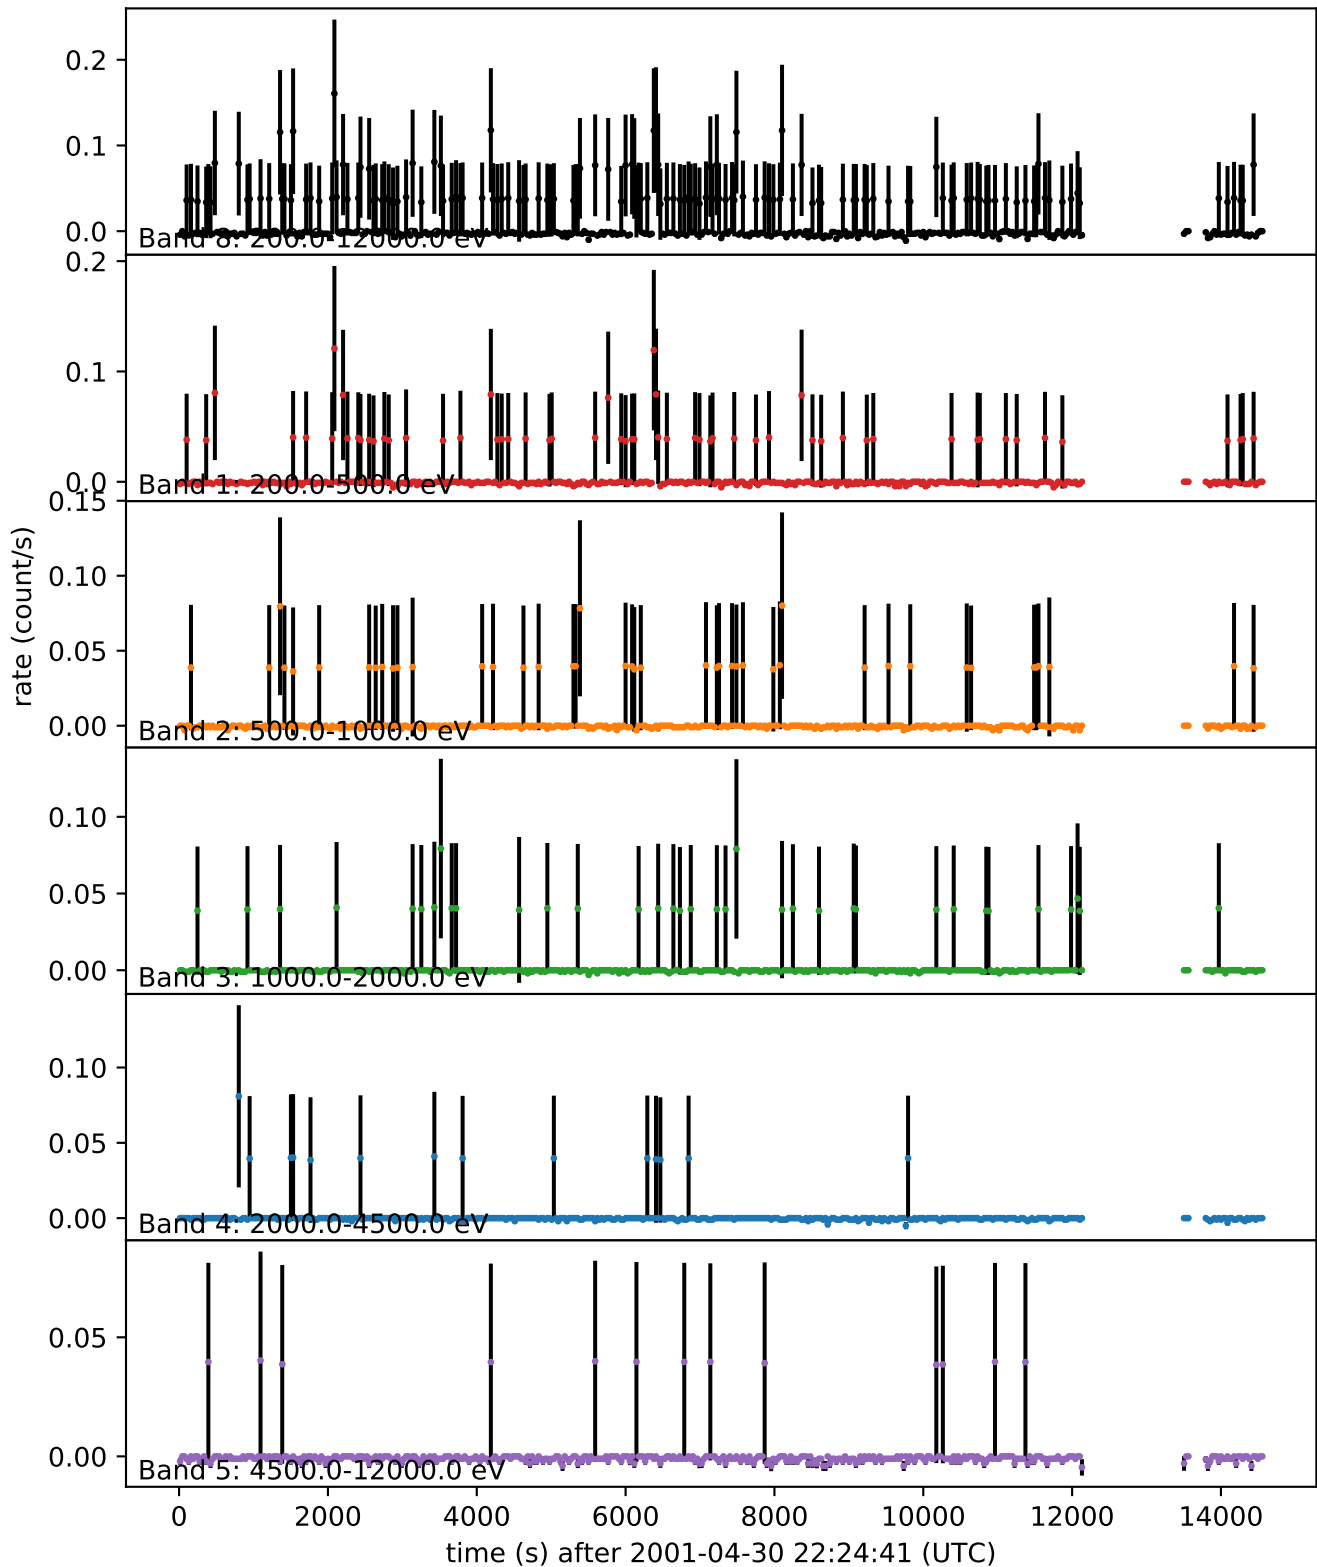 0.2
0.1
0.0
Band 8: 200.0-12000.0 eV
0.2
0.1
0.0
Band 1: 200.0-500.0 eV
0.15
0.10
0.05
0.00
Band 2: 500.0-1000.0 eV
rate (count/s)
0.10
0.05
0.00
Band 3: 1000.0-2000.0 eV
0.10
0.05
0.00
Band 4: 2000.0-4500.0 eV
0.05
0.00
Band 5: 4500.0-12000.0 eV
0 2000 4000 6000 8000 10000 12000 14000
time (s) after 2001-04-30 22:24:41 (UTC)